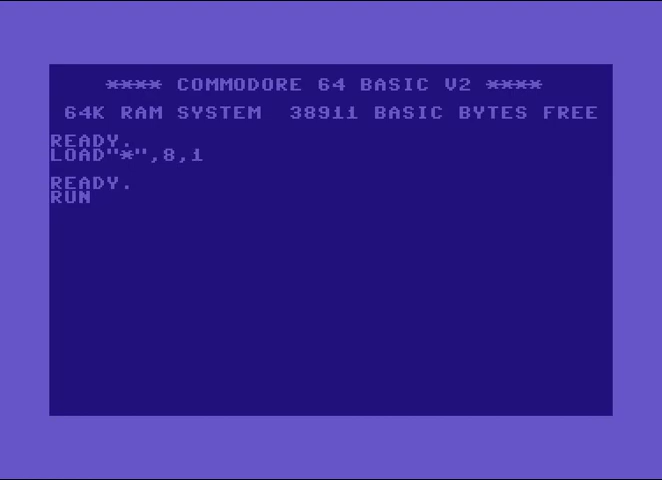 **** COMMODORE 64 BASIC V2 ****
64K RAM SYSTEM  38911 BASIC BYTES FREE
READY.
LOAD"*",8,1
READY.
RUN